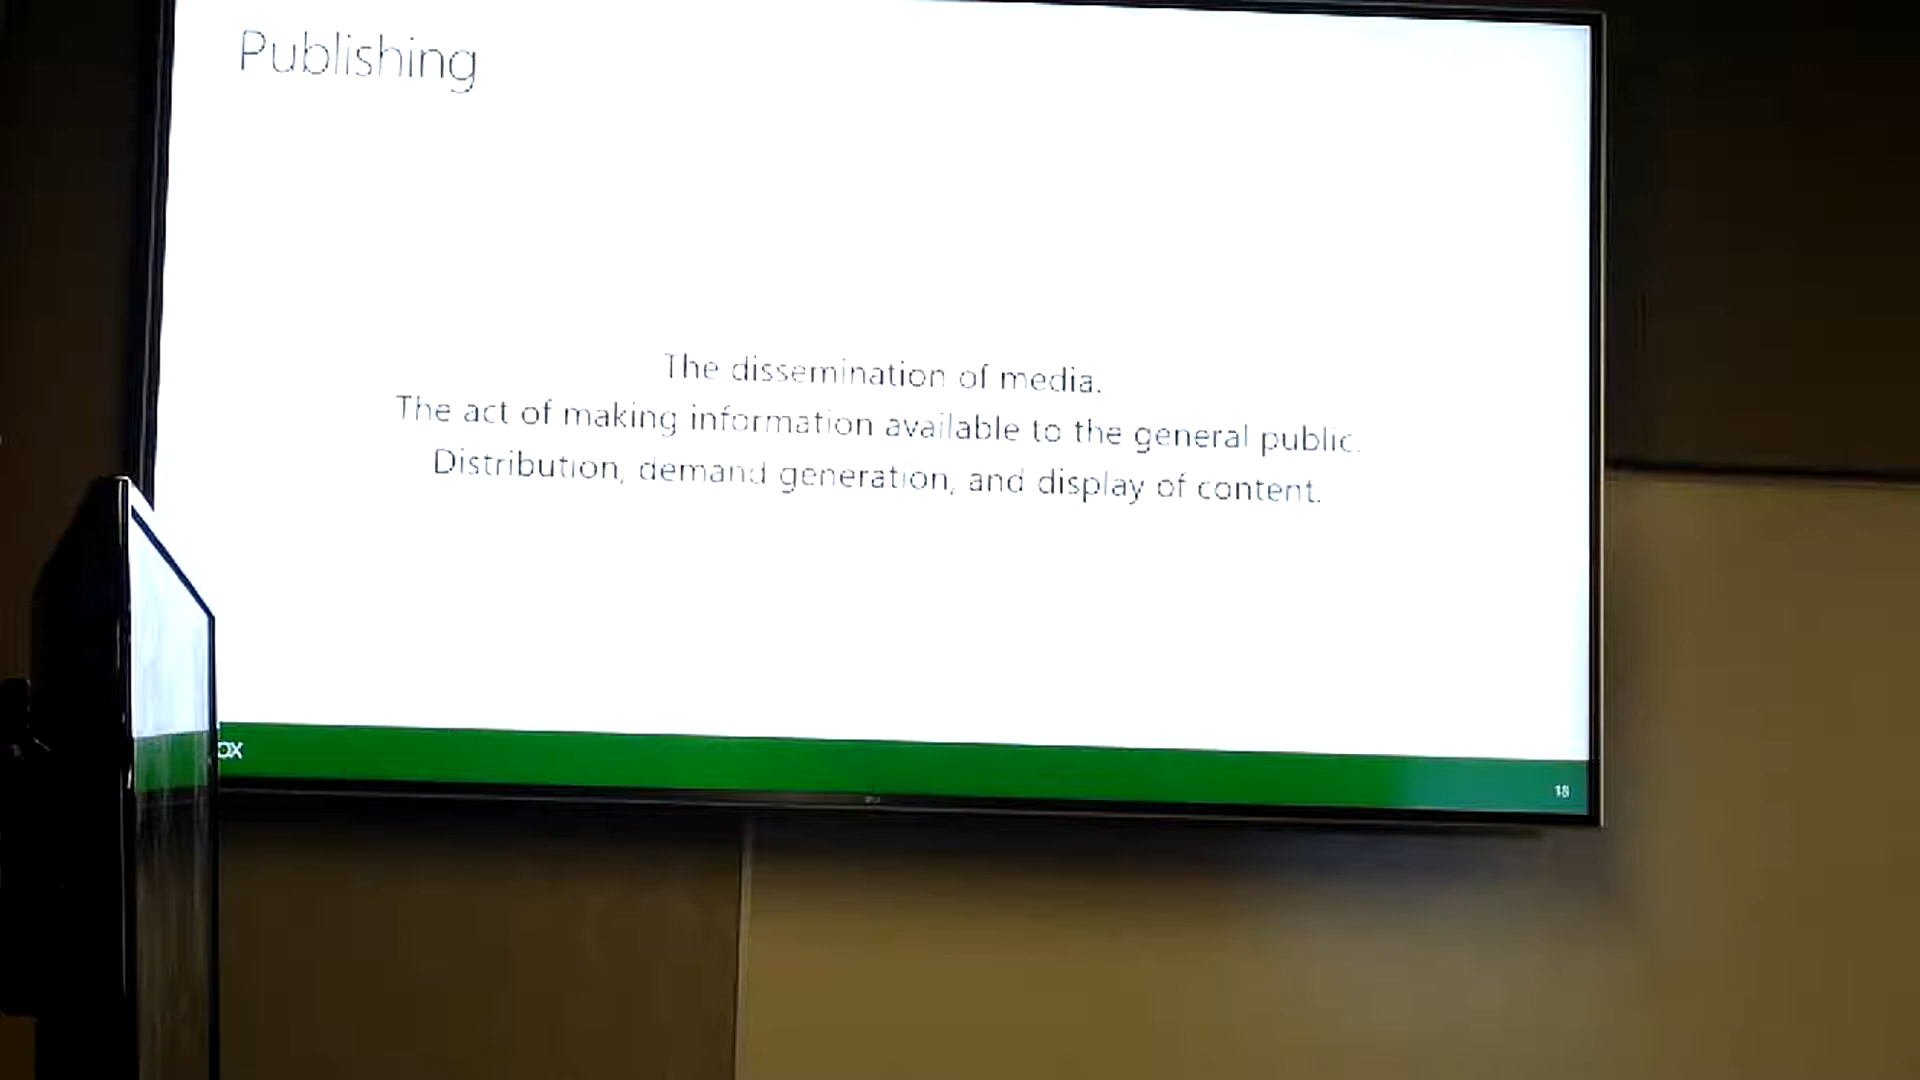 Publishing
The dissemination of media.
The act of making information available to the general public.
Distribution, demand generation, and display of content.
OX
18